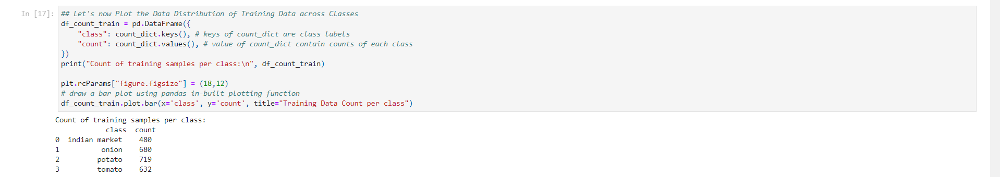 In [17]: ## Let's now Plot the Data Distribution of Training Data across Classes
df_count_train = pd.DataFrame({
    "class": count_dict.keys(), # keys of count_dict are class labels
    "count": count_dict.values(), # value of count_dict contain counts of each class
})
print("Count of training samples per class:\n", df_count_train)

plt.rcParams["figure.figsize"] = (18,12)
# draw a bar plot using pandas in-built plotting function
df_count_train.plot.bar(x='class', y='count', title="Training Data Count per class")
Count of training samples per class:
            class  count
0  indian market    480
1          onion    680
2         potato    719
3         tomato    632